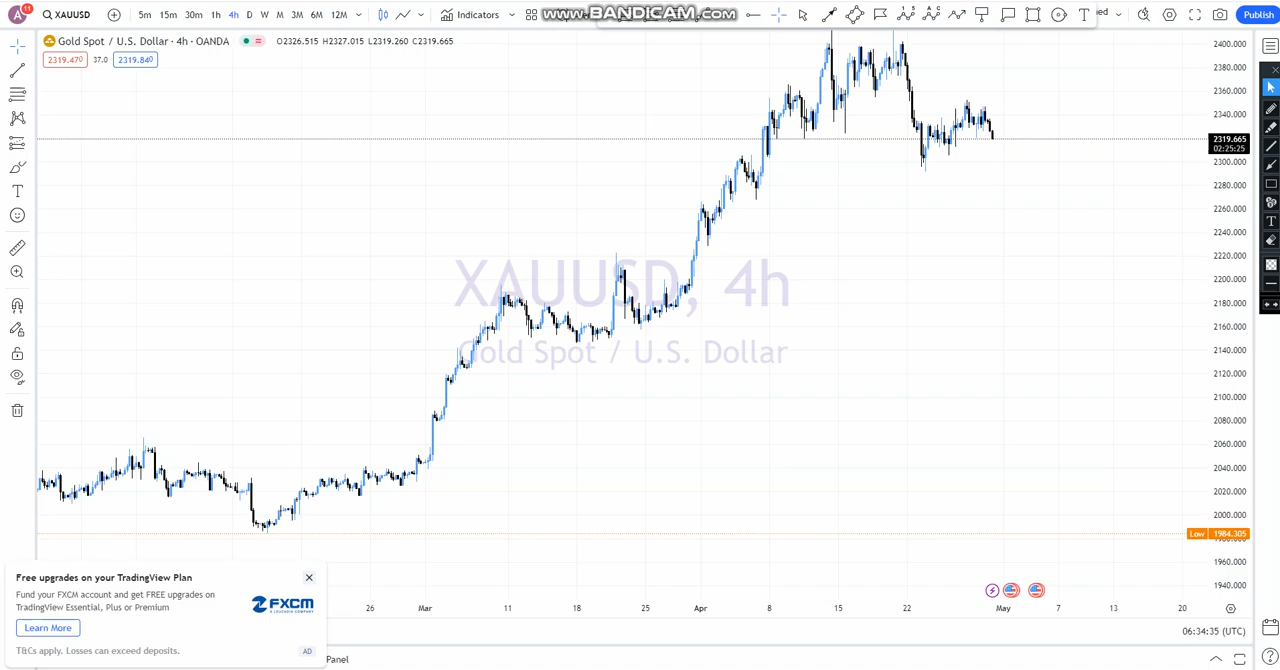 A 11 XAUUSD 5m 15m 30m 1h 4h D W M 3M 6M 12M Indicators www.BANDICAM.com T ed Publish
Gold Spot / U.S. Dollar · 4h · OANDA O2326.515 H2327.015 L2319.260 C2319.665
2319.470 37.0 2319.840
XAUUSD, 4h
Gold Spot / U.S. Dollar
2400.000
2380.000
2360.000
2340.000
2319.665
02:25:25
2300.000
2280.000
2260.000
2240.000
2220.000
2200.000
2180.000
2160.000
2140.000
2120.000
2100.000
2080.000
2060.000
2040.000
2020.000
2000.000
Low 1984.305
1960.000
1940.000
26 Mar 11 18 25 Apr 8 15 22 May 7 13 20
Free upgrades on your TradingView Plan
Fund your FXCM account and get FREE upgrades on
TradingView Essential, Plus or Premium
FXCM
Learn More
T&Cs apply. Losses can exceed deposits.
AD
06:34:35 (UTC)
Panel